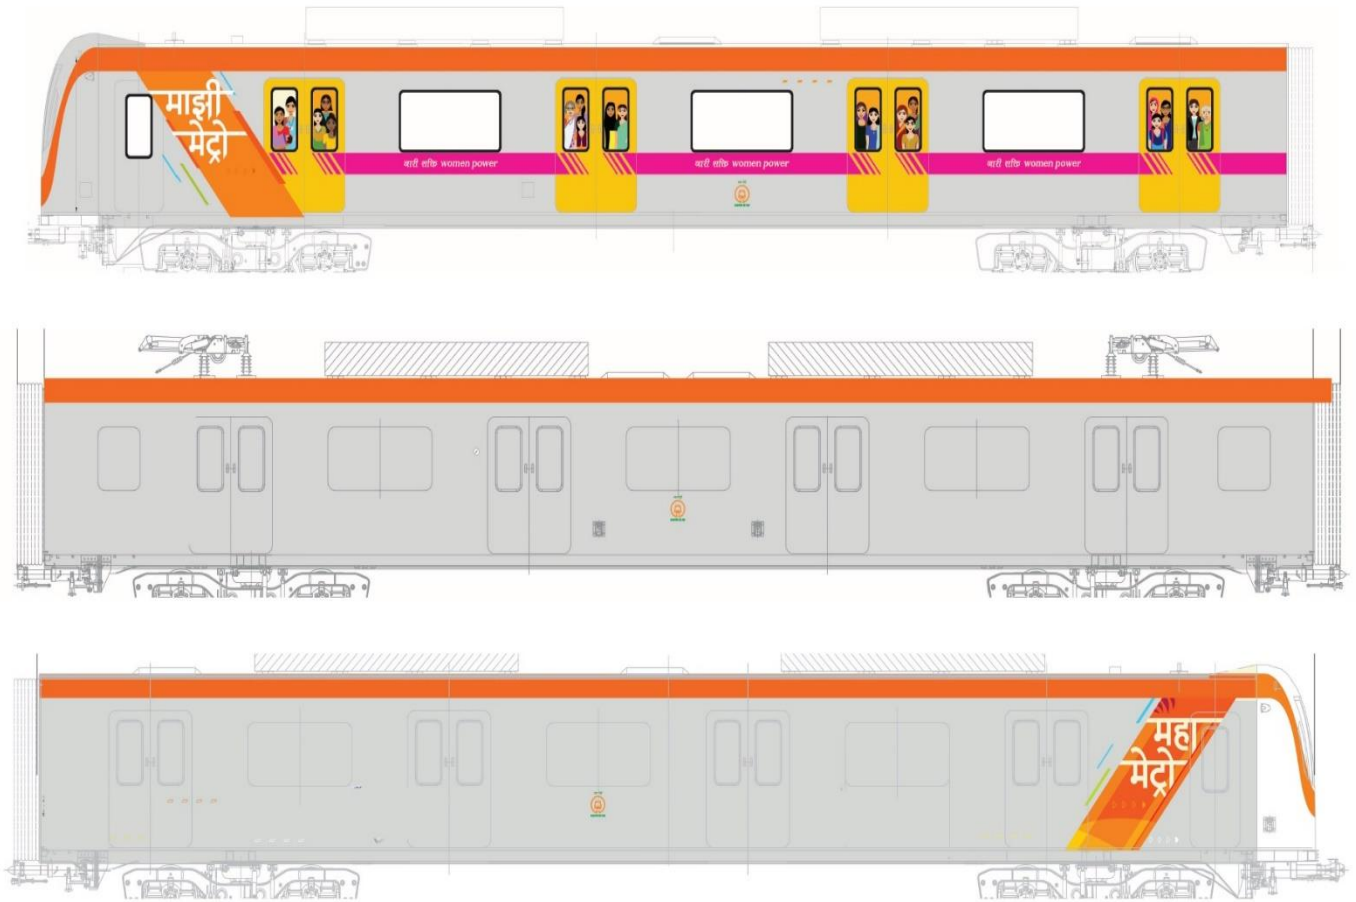 माझी
मेट्रो
नारी शक्ति women power
नारी शक्ति women power
नारी शक्ति women power
महा
मेट्रो